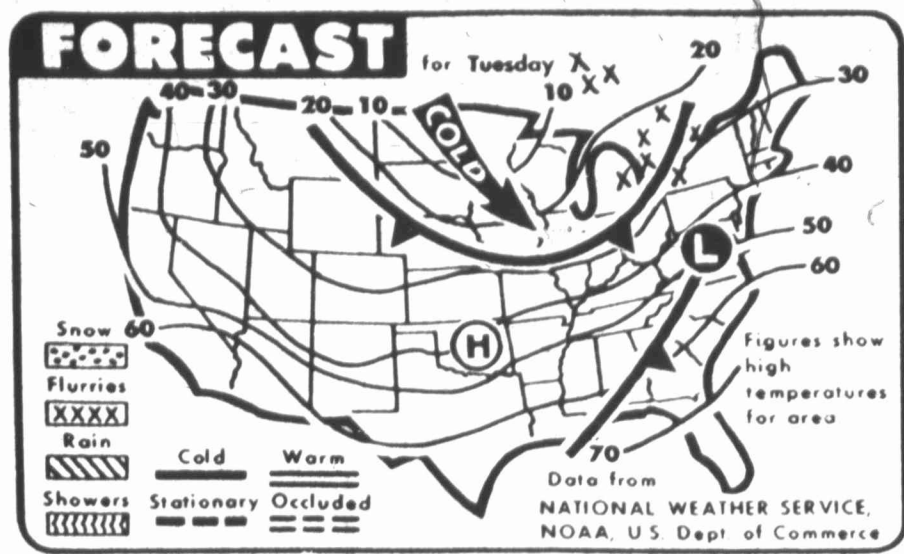 FORECAST
for Tuesday
20
30
40
50
60
40 30
20 10
10
50
COLD
L
H
60
70
Snow
Flurries
XXXX
Rain
Showers
Cold
Warm
Stationary
Occluded
Figures show
high
temperatures
for area
Data from
NATIONAL WEATHER SERVICE,
NOAA, U.S. Dept. of Commerce